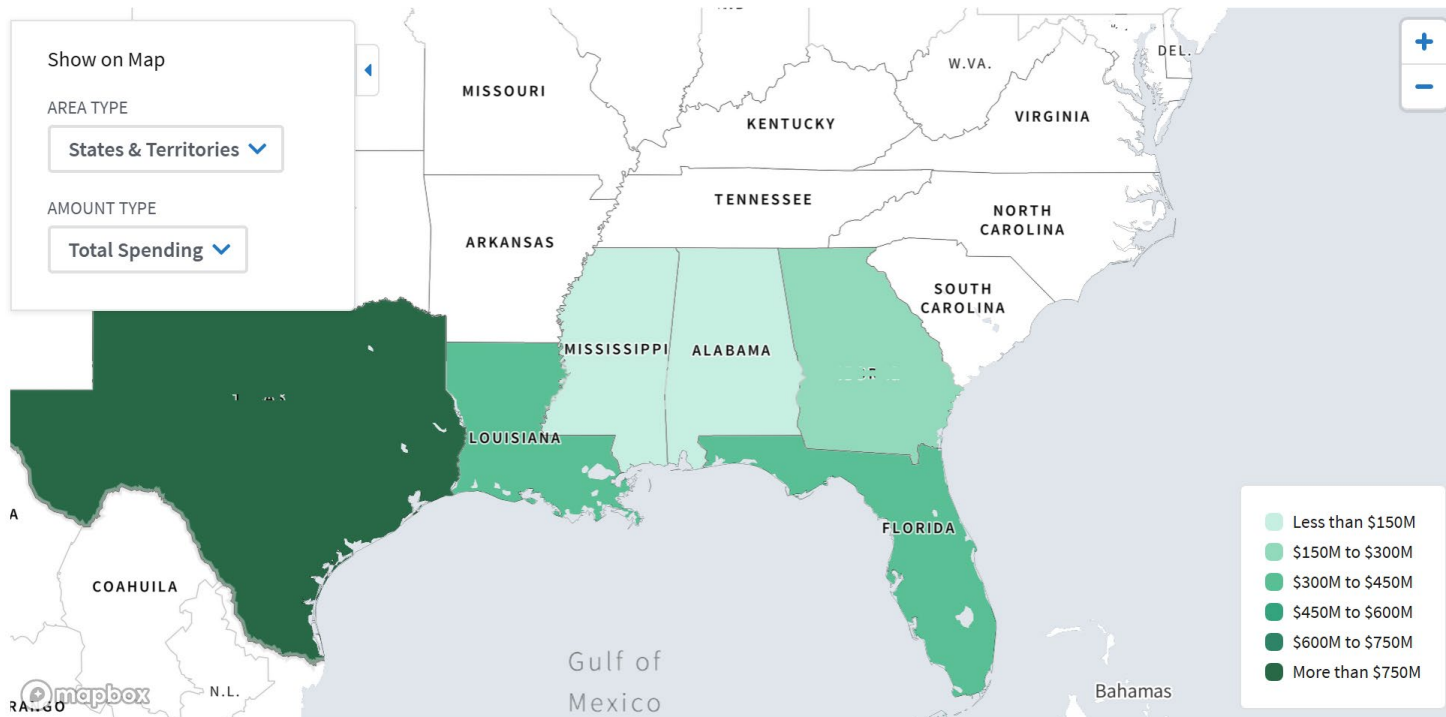 Show on Map
AREA TYPE
States & Territories
AMOUNT TYPE
Total Spending
MISSOURI
W.VA.
DEL.
KENTUCKY
VIRGINIA
TENNESSEE
NORTH
CAROLINA
ARKANSAS
SOUTH
CAROLINA
MISSISSIPPI
ALABAMA
LOUISIANA
FLORIDA
COAHUILA
N.L.
Gulf of
Mexico
Bahamas
mapbox
+
−
Less than $150M
$150M to $300M
$300M to $450M
$450M to $600M
$600M to $750M
More than $750M